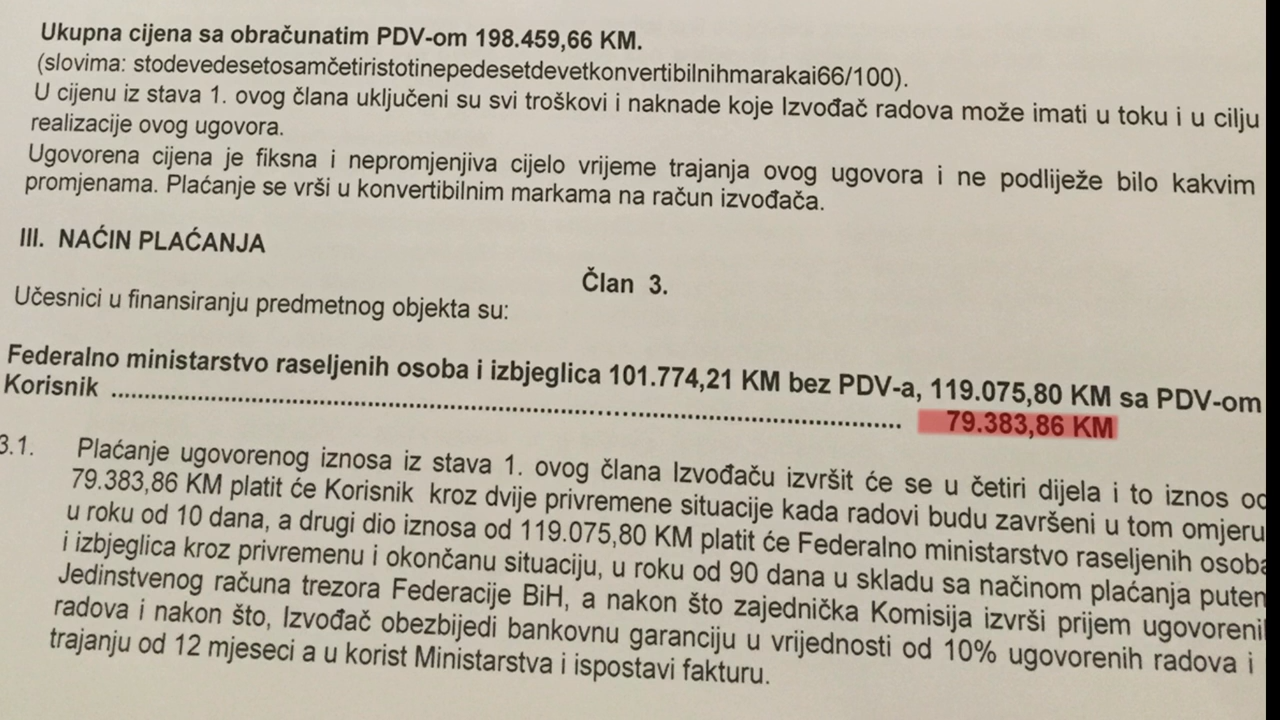 Ukupna cijena sa obračunatim PDV-om 198.459,66 KM.
(slovima: stodevedesetosamčetiristotinepedesetdevetkonvertibilnihmarakai66/100).
U cijenu iz stava 1. ovog člana uključeni su svi troškovi i naknade koje Izvođač radova može imati u toku i u cilju
realizacije ovog ugovora.
Ugovorena cijena je fiksna i nepromjenjiva cijelo vrijeme trajanja ovog ugovora i ne podliježe bilo kakvim
promjenama. Plaćanje se vrši u konvertibilnim markama na račun izvođača.
III. NAĆIN PLAĆANJA
Član 3.
Učesnici u finansiranju predmetnog objekta su:
Federalno ministarstvo raseljenih osoba i izbjeglica 101.774,21 KM bez PDV-a, 119.075,80 KM sa PDV-om
Korisnik ........................................................................................................ 79.383,86 KM
3.1. Plaćanje ugovorenog iznosa iz stava 1. ovog člana Izvođaču izvršit će se u četiri dijela i to iznos od
79.383,86 KM platit će Korisnik kroz dvije privremene situacije kada radovi budu završeni u tom omjeru
u roku od 10 dana, a drugi dio iznosa od 119.075,80 KM platit će Federalno ministarstvo raseljenih osoba
i izbjeglica kroz privremenu i okončanu situaciju, u roku od 90 dana u skladu sa načinom plaćanja putem
Jedinstvenog računa trezora Federacije BiH, a nakon što zajednička Komisija izvrši prijem ugovoreni
radova i nakon što, Izvođač obezbijedi bankovnu garanciju u vrijednosti od 10% ugovorenih radova i
trajanju od 12 mjeseci a u korist Ministarstva i ispostavi fakturu.